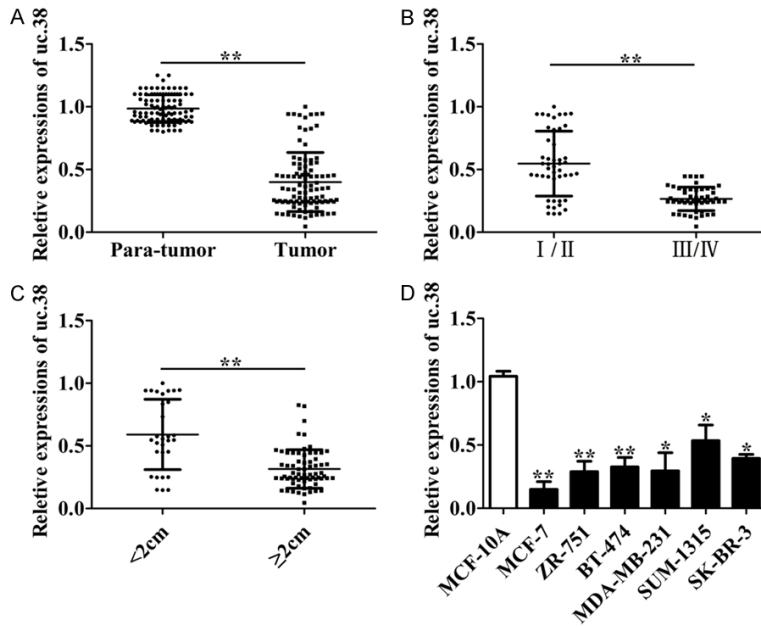 A
Reletive expressions of uc.38
1.5
1.0
0.5
0.0
**
Para-tumor
Tumor
B
Reletive expressions of uc.38
1.5
1.0
0.5
0.0
**
Ⅰ/Ⅱ
Ⅲ/Ⅳ
C
Reletive expressions of uc.38
1.5
1.0
0.5
0.0
**
<2cm
≥2cm
D
Reletive expressions of uc.38
1.5
1.0
0.5
0.0
**
**
**
*
*
*
MCF-10A
MCF-7
ZR-751
BT-474
MDA-MB-231
SUM-1315
SK-BR-3